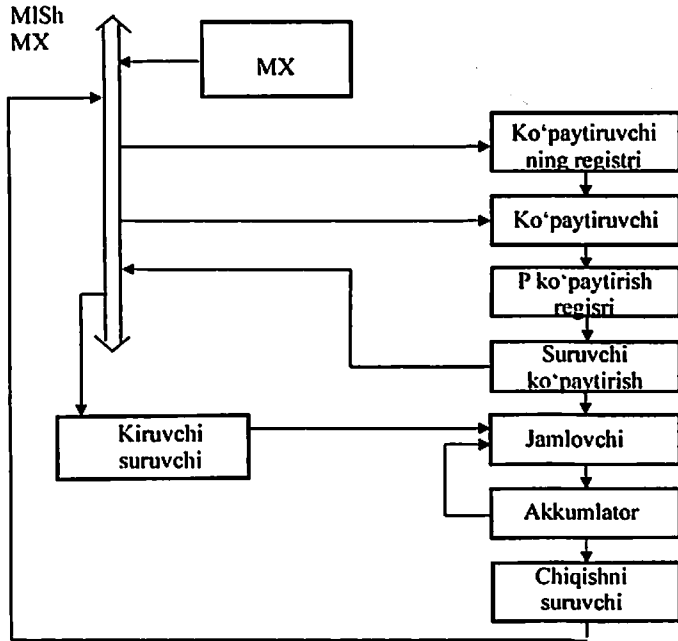 MlSh
MX
MX
Ko‘paytiruvchi
ning registri
Ko‘paytiruvchi
P ko‘paytirish
regisri
Suruvchi
ko‘paytirish
Kiruvchi
suruvchi
Jamlovchi
Akkumlator
Chiqishni
suruvchi